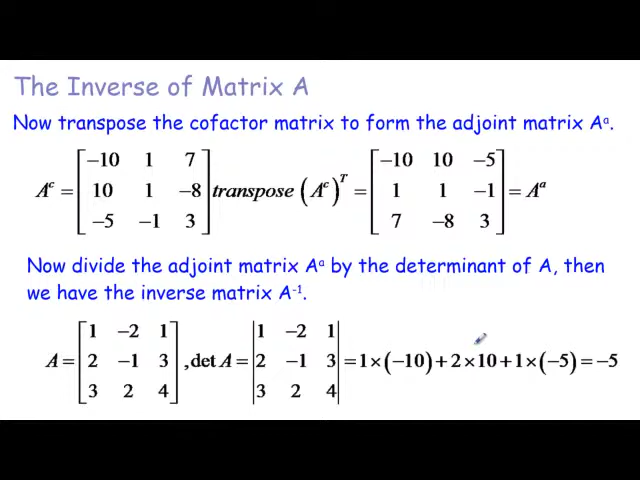 The Inverse of Matrix A
Now transpose the cofactor matrix to form the adjoint matrix Aᵃ.
Aᶜ = [−10 1 7; 10 1 −8; −5 −1 3] transpose (Aᶜ)ᵀ = [−10 10 −5; 1 1 −1; 7 −8 3] = Aᵃ
Now divide the adjoint matrix Aᵃ by the determinant of A, then
we have the inverse matrix A⁻¹.
A = [1 −2 1; 2 −1 3; 3 2 4], det A = |1 −2 1; 2 −1 3; 3 2 4| = 1×(−10)+2×10+1×(−5) = −5